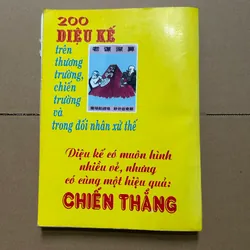 200
DIỆU KẾ
trên
thương
trường,
chiến
trường
và
trong đối nhân xử thế
Diệu kế có muôn hình
nhiều vẻ, nhưng
có cùng một hiệu quả:
CHIẾN THẮNG